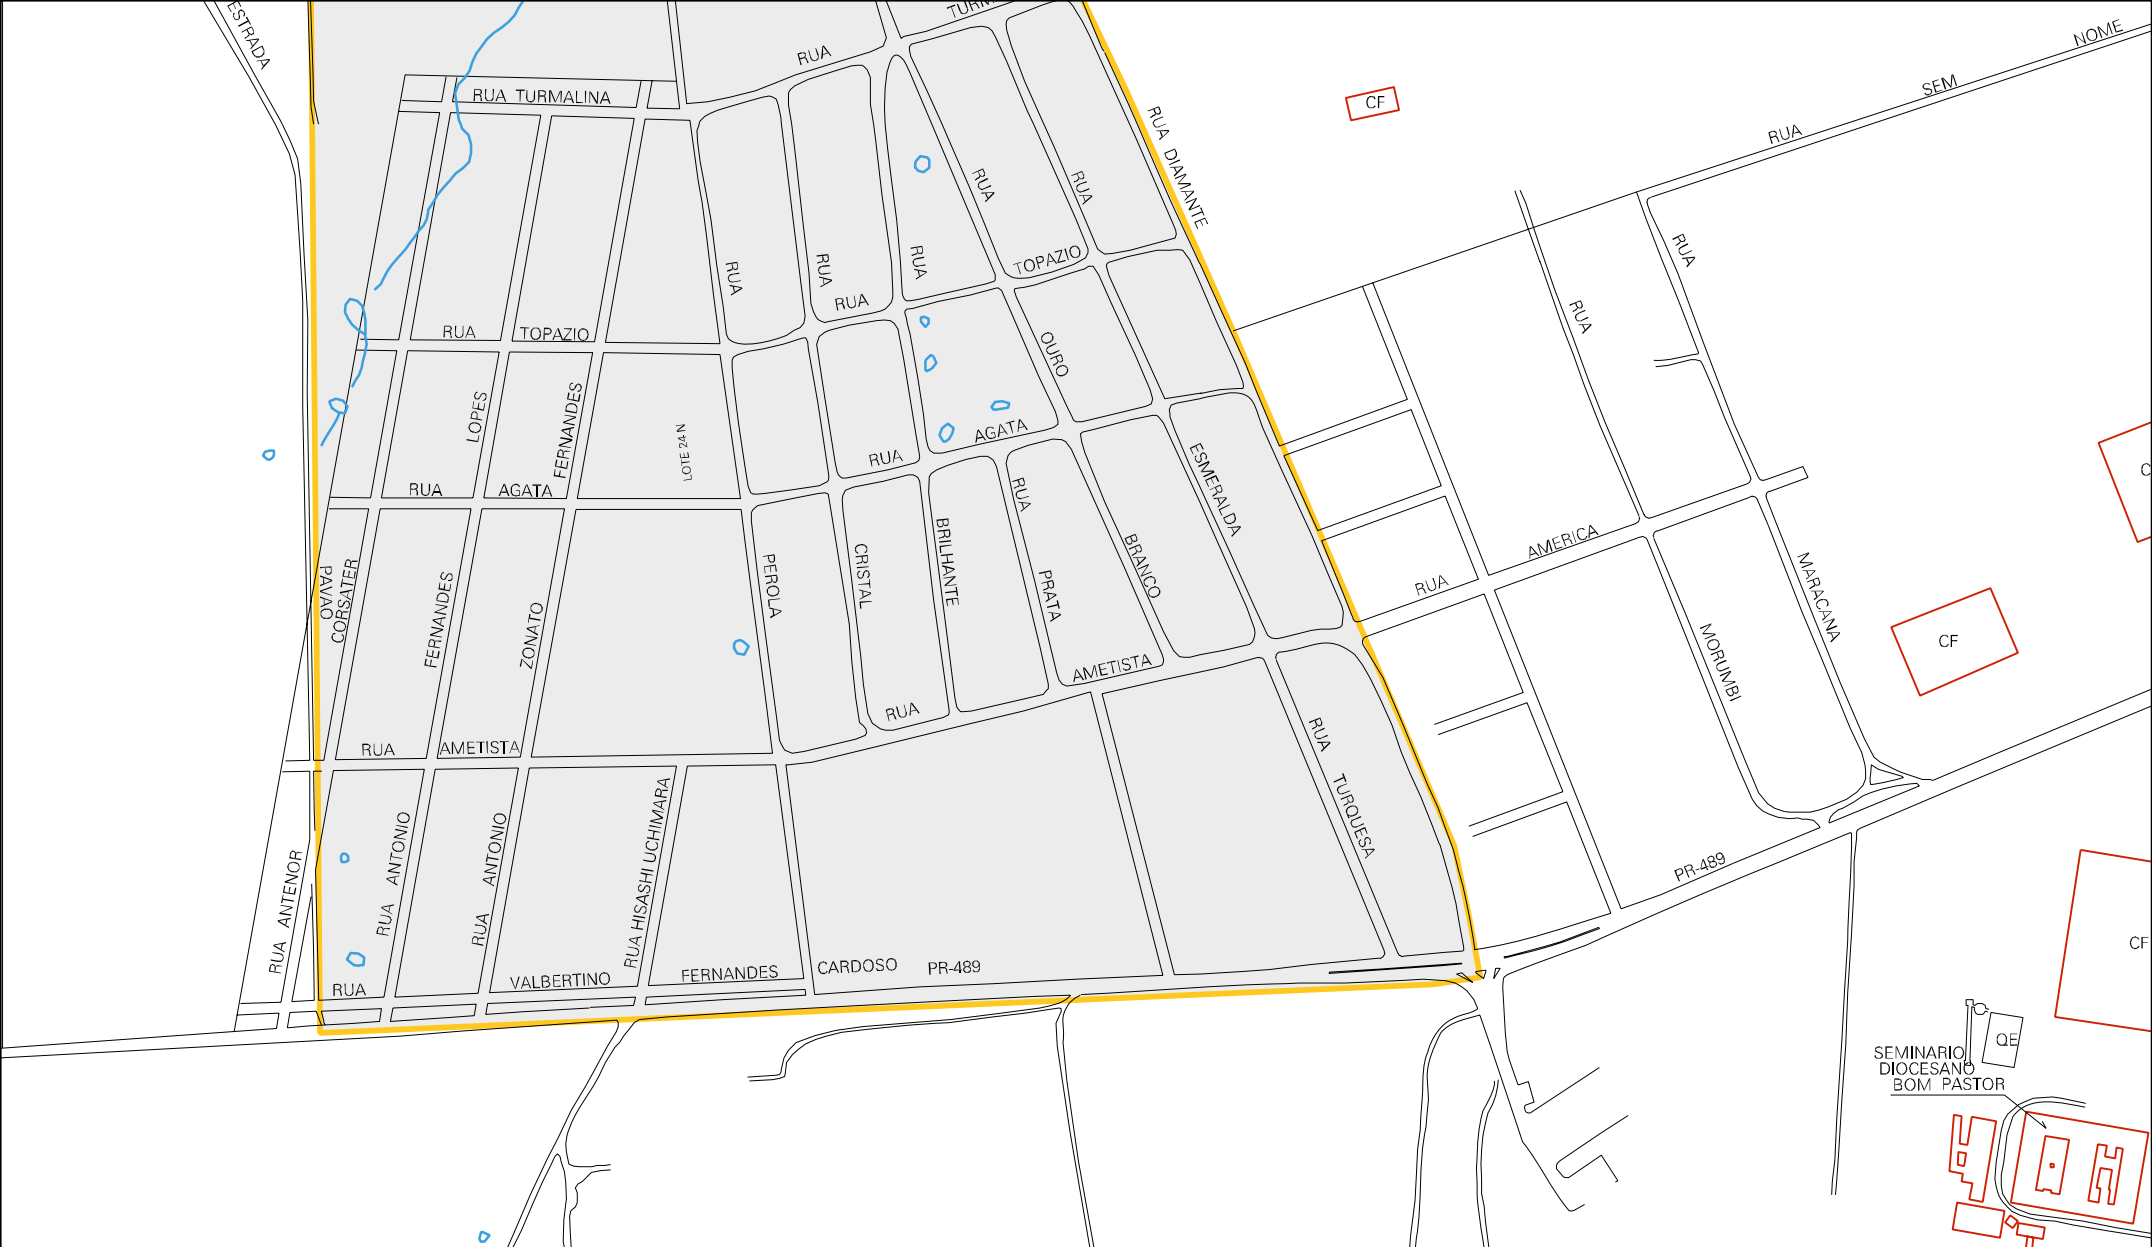 ESTRADA
RUA
NOME
SEM
RUA
RUA TURMALINA
CF
RUA DIAMANTE
RUA
RUA
RUA
RUA
RUA
RUA
TOPAZIO
RUA
RUA
RUA
RUA TOPAZIO
OURO
LOPES
FERNANDES
LOTE 24 N
RUA
AGATA
RUA AGATA
RUA
ESMERALDA
PAVAO
CORSATER
FERNANDES
ZONATO
PEROLA
CRISTAL
BRILHANTE
PRATA
BRANCO
AMERICA
RUA
MARACANA
MORUMBI
CF
AMETISTA
RUA
RUA AMETISTA
RUA TURQUESA
RUA ANTENOR
RUA ANTONIO
RUA ANTONIO
RUA HISASHI UCHIMARA
PR-489
RUA VALBERTINO FERNANDES CARDOSO PR-489
CF
QE
SEMINARIO
DIOCESANO
BOM PASTOR